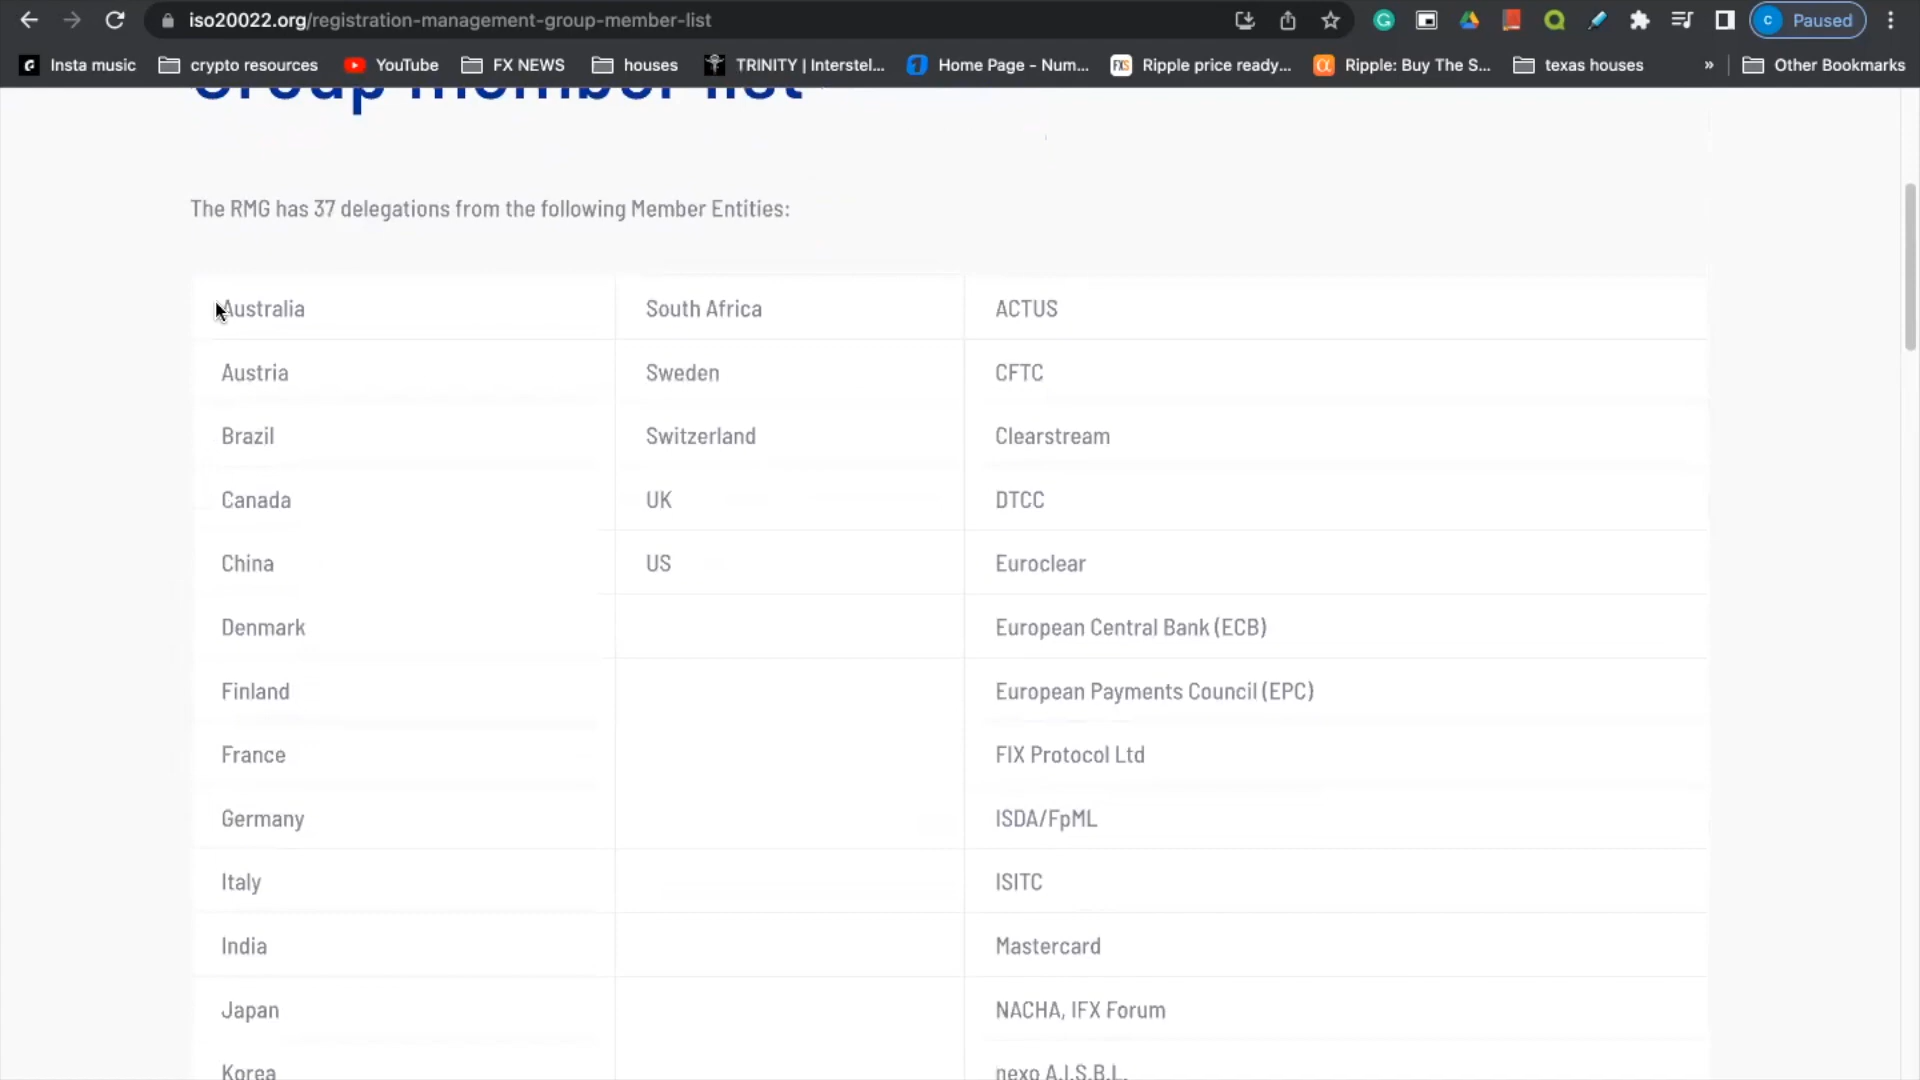 iso20022.org/registration-management-group-member-list
Paused
Insta music
crypto resources
YouTube
FX NEWS
houses
TRINITY | Interstel...
Home Page - Num...
Ripple price ready...
Ripple: Buy The S...
texas houses
»
Other Bookmarks
Group member list
The RMG has 37 delegations from the following Member Entities:
Australia South Africa ACTUS
Austria Sweden CFTC
Brazil Switzerland Clearstream
Canada UK DTCC
China US Euroclear
Denmark European Central Bank (ECB)
Finland European Payments Council (EPC)
France FIX Protocol Ltd
Germany ISDA/FpML
Italy ISITC
India Mastercard
Japan NACHA, IFX Forum
Korea nexo A.I.S.B.L.